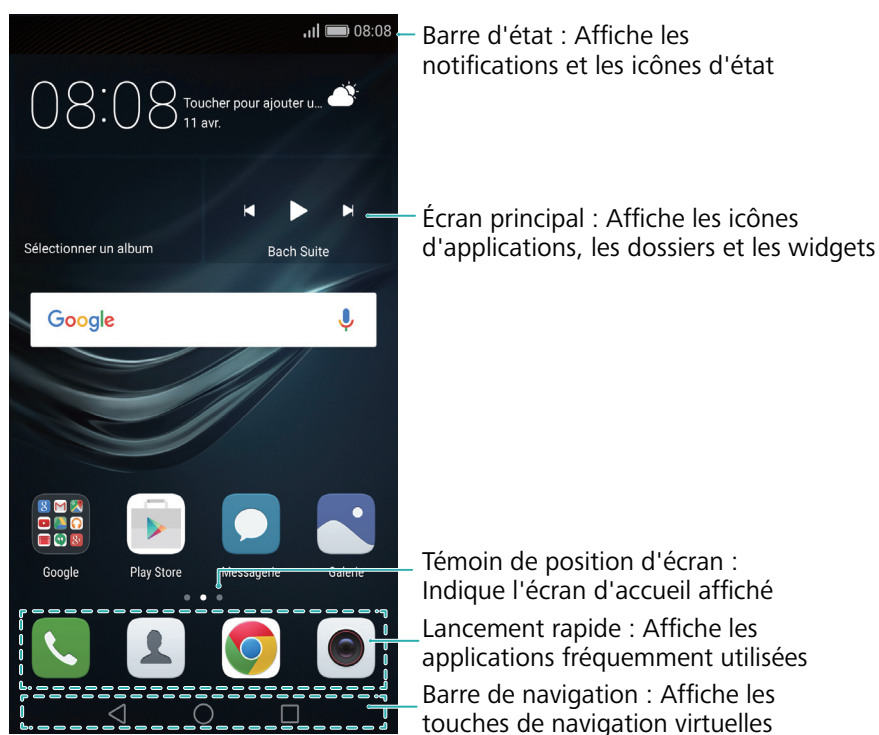 08:08
Barre d'état : Affiche les
notifications et les icônes d'état
08:08
Toucher pour ajouter u...
11 avr.
Écran principal : Affiche les icônes
d'applications, les dossiers et les widgets
Sélectionner un album
Bach Suite
Google
Google
Play Store
Messagerie
Galerie
Témoin de position d'écran :
Indique l'écran d'accueil affiché
Lancement rapide : Affiche les
applications fréquemment utilisées
Barre de navigation : Affiche les
touches de navigation virtuelles